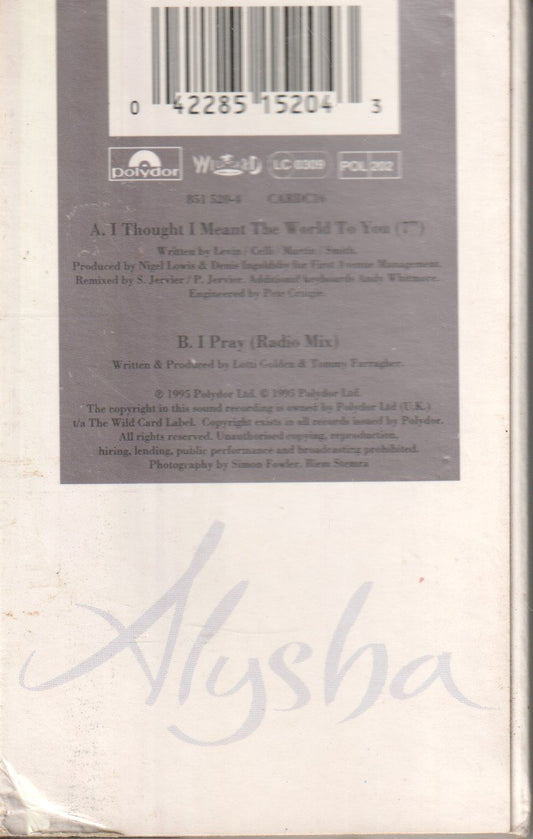 0 42285 15204 3
Polydor WILDCARD LC 0309 POL 202
851 520-4 CARDC16
A. I Thought I Meant The World To You (7")
Written by Levin / Celli / Martin / Smith.
Produced by Nigel Lowis & Denis Ingoldsby for First Avenue Management.
Remixed by S. Jervier / P. Jervier. Additional keyboards Andy Whitmore.
Engineered by Pete Craigie.
B. I Pray (Radio Mix)
Written & Produced by Lotti Golden & Tommy Farragher.
℗ 1995 Polydor Ltd. © 1995 Polydor Ltd.
The copyright in this sound recording is owned by Polydor Ltd (U.K.)
t/a The Wild Card Label. Copyright exists in all records issued by Polydor.
All rights reserved. Unauthorised copying, reproduction,
hiring, lending, public performance and broadcasting prohibited.
Photography by Simon Fowler.
Alysha